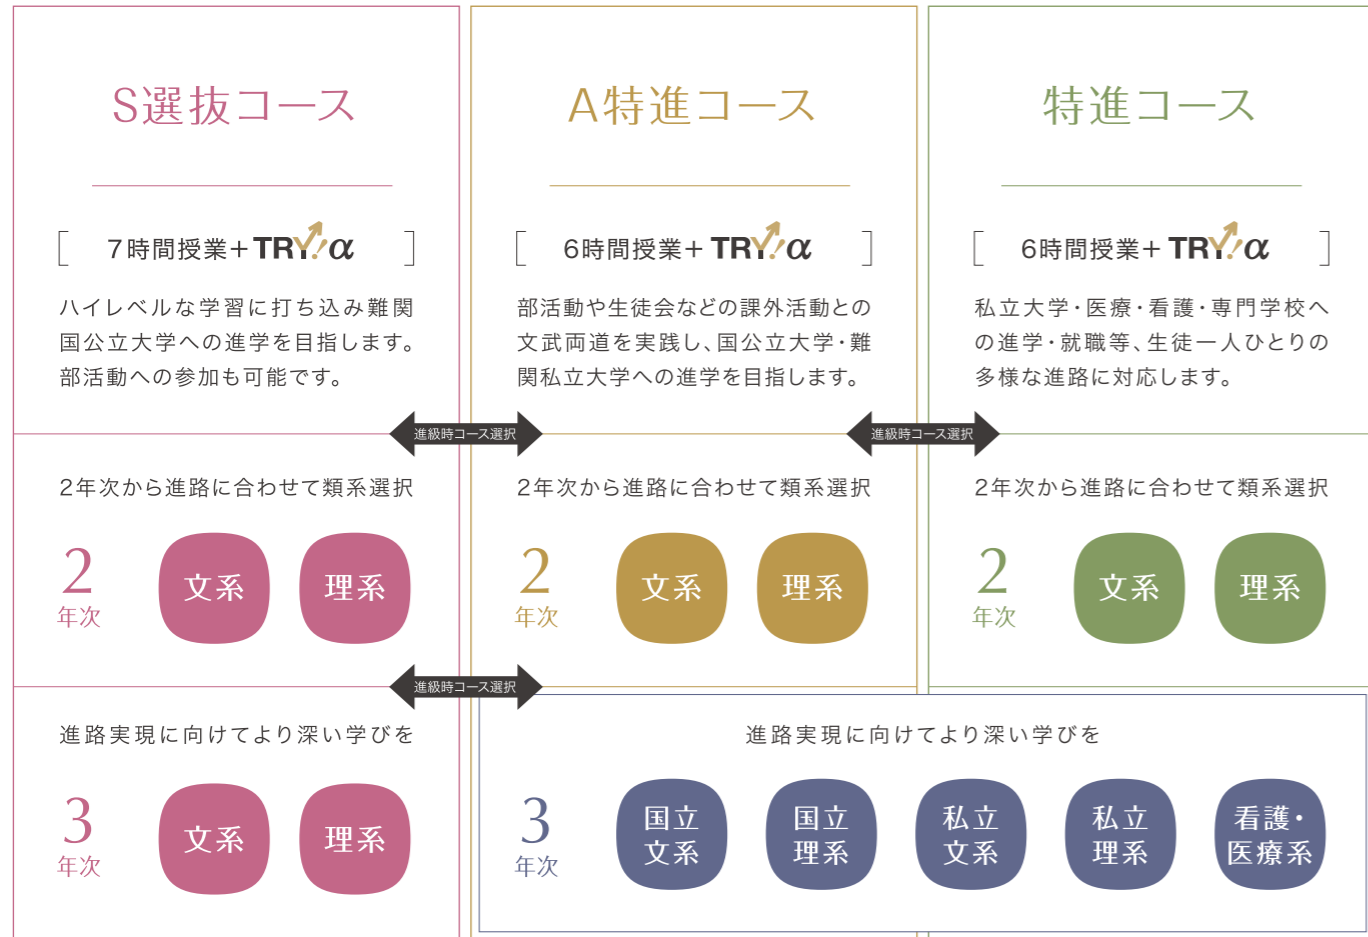 S選抜コース
[ 7時間授業+TRY!α ]
ハイレベルな学習に打ち込み難関
国公立大学への進学を目指します。
部活動への参加も可能です。
A特進コース
[ 6時間授業+TRY!α ]
部活動や生徒会などの課外活動との
文武両道を実践し、国公立大学・難
関私立大学への進学を目指します。
特進コース
[ 6時間授業+TRY!α ]
私立大学・医療・看護・専門学校へ
の進学・就職等、生徒一人ひとりの
多様な進路に対応します。
進級時コース選択
進級時コース選択
2年次から進路に合わせて類系選択
2
年次
文系
理系
2年次から進路に合わせて類系選択
2
年次
文系
理系
2年次から進路に合わせて類系選択
2
年次
文系
理系
進級時コース選択
進路実現に向けてより深い学びを
3
年次
文系
理系
進路実現に向けてより深い学びを
3
年次
国立
文系
国立
理系
私立
文系
私立
理系
看護・
医療系